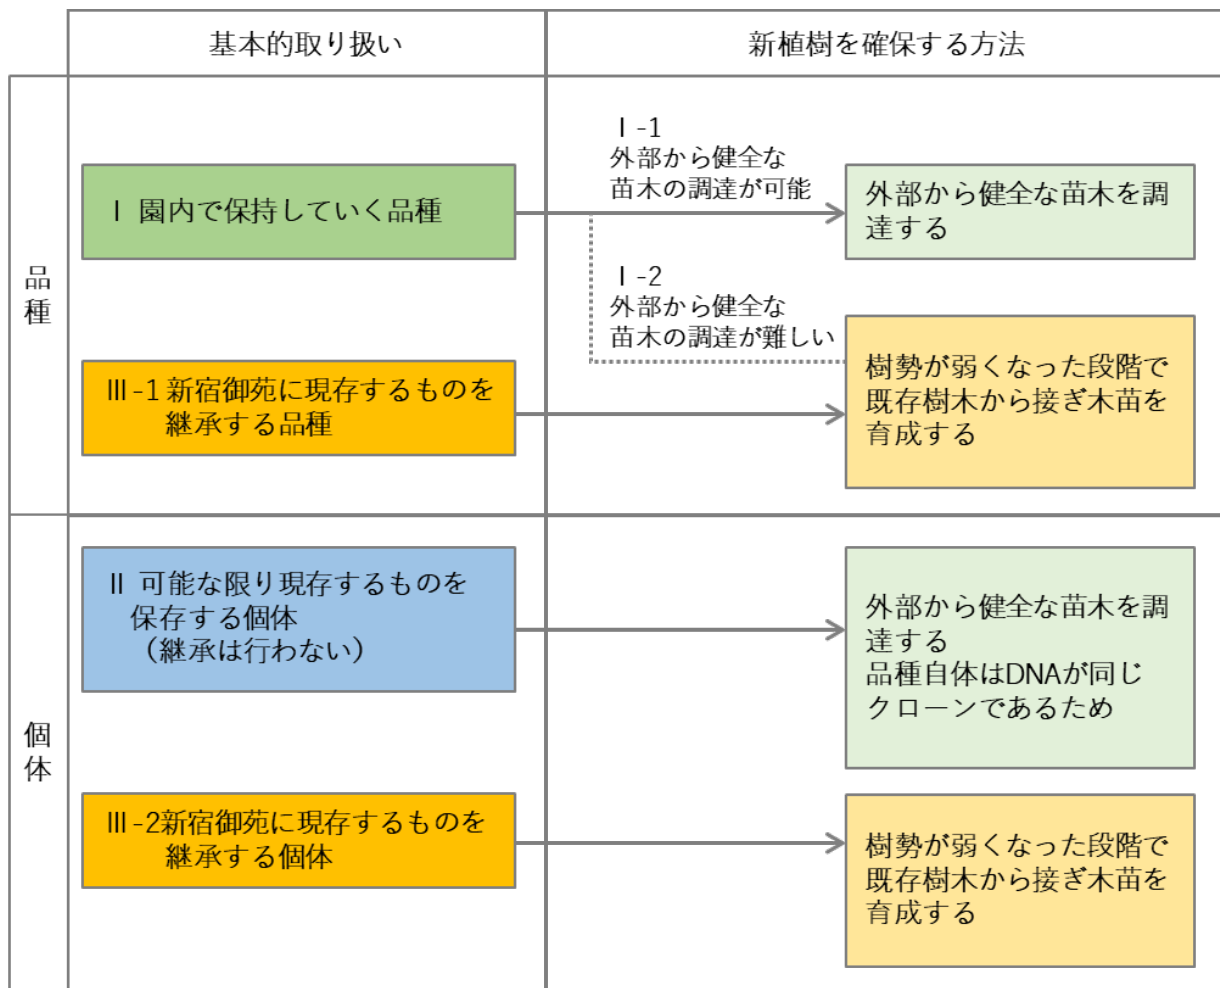 基本的取り扱い
新植樹を確保する方法
品種
Ⅰ 園内で保持していく品種
Ⅰ-1
外部から健全な
苗木の調達が可能
外部から健全な苗木を調
達する
Ⅰ-2
外部から健全な
苗木の調達が難しい
Ⅲ-1 新宿御苑に現存するものを
継承する品種
樹勢が弱くなった段階で
既存樹木から接ぎ木苗を
育成する
個体
Ⅱ 可能な限り現存するものを
保存する個体
（継承は行わない）
外部から健全な苗木を調
達する
品種自体はDNAが同じ
クローンであるため
Ⅲ-2新宿御苑に現存するものを
継承する個体
樹勢が弱くなった段階で
既存樹木から接ぎ木苗を
育成する